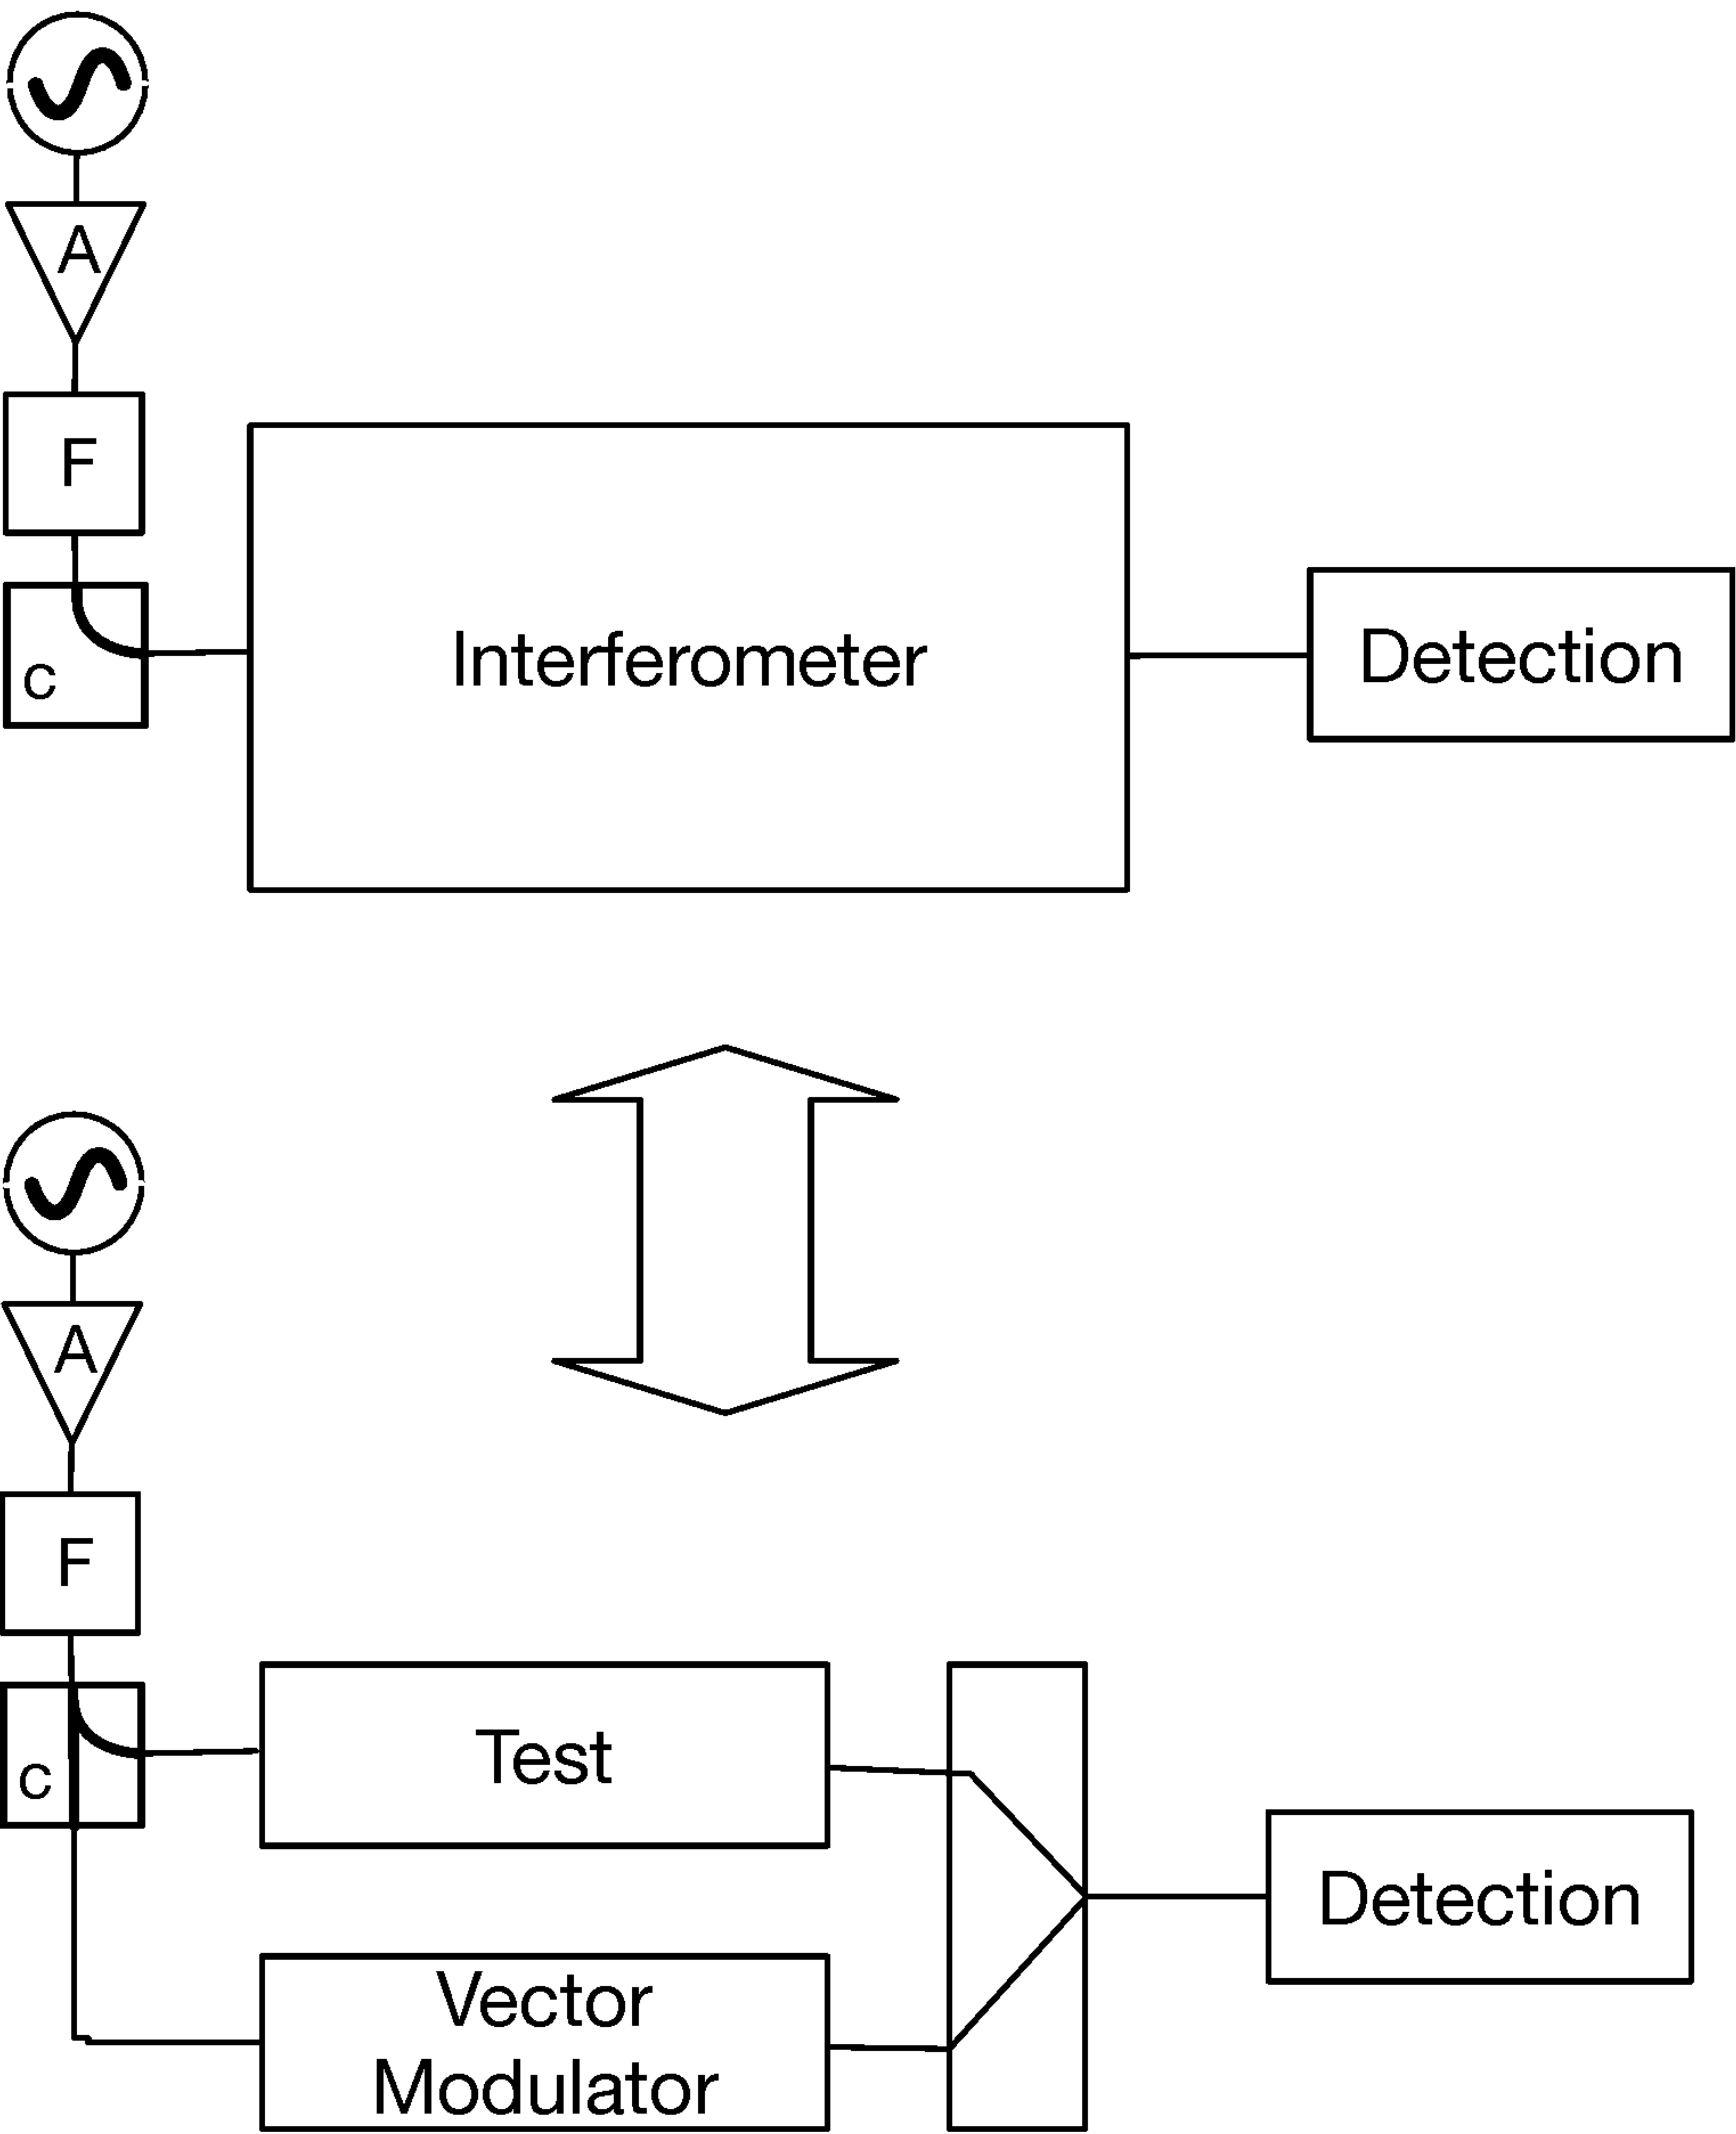 A
F
C
Interferometer
Detection
A
F
C
Test
Detection
Vector
Modulator